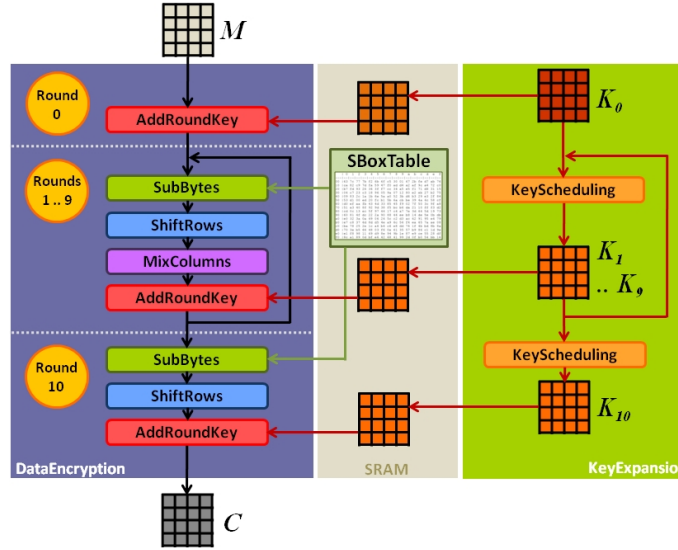 M
Round
0
AddRoundKey
K0
Rounds
1 .. 9
SubBytes
ShiftRows
MixColumns
AddRoundKey
SBoxTable
KeyScheduling
K1
.. K9
Round
10
SubBytes
ShiftRows
AddRoundKey
KeyScheduling
K10
DataEncryption
SRAM
KeyExpansio
C